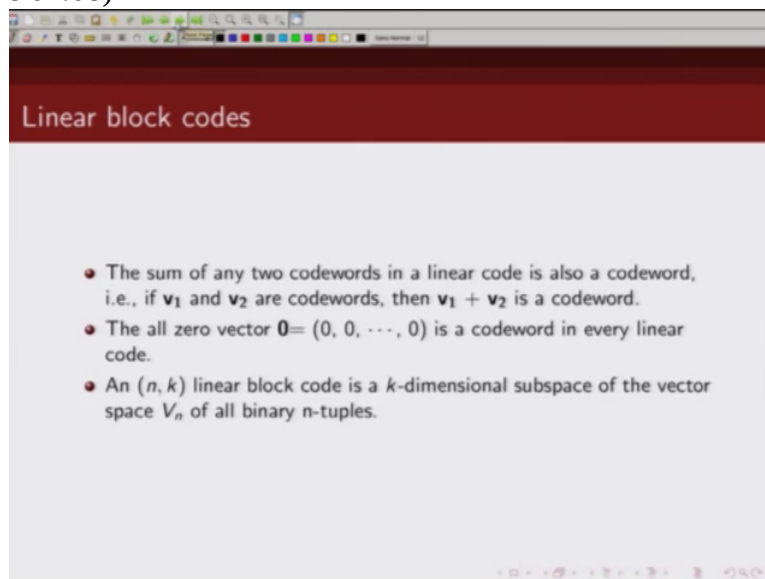 Linear block codes
The sum of any two codewords in a linear code is also a codeword,
i.e., if v₁ and v₂ are codewords, then v₁ + v₂ is a codeword.
The all zero vector 0= (0, 0, ⋯, 0) is a codeword in every linear
code.
An (n, k) linear block code is a k-dimensional subspace of the vector
space Vₙ of all binary n-tuples.